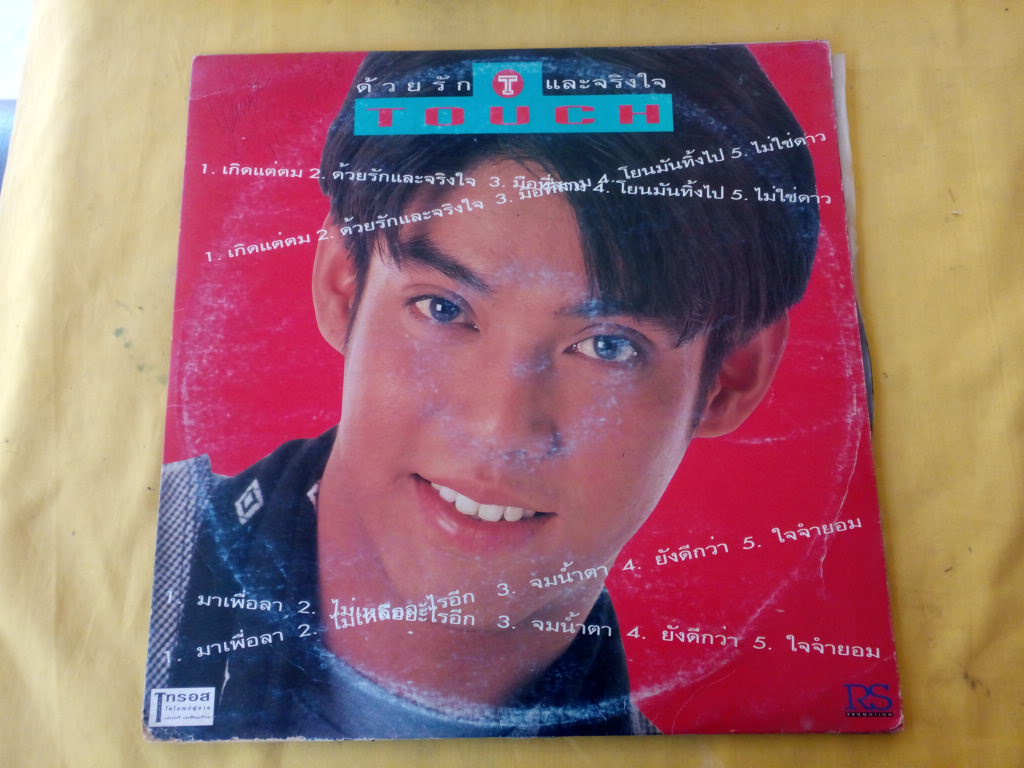 ด้วยรัก T และจริงใจ
TOUCH
1. เกิดแต่ตม 2. ด้วยรักและจริงใจ 3. มือที่สาม 4. โยนมันทิ้งไป 5. ไม่ใช่ดาว
1. เกิดแต่ตม 2. ด้วยรักและจริงใจ 3. มือที่สาม 4. โยนมันทิ้งไป 5. ไม่ใช่ดาว
1. มาเพื่อลา 2. ไม่เหลืออะไรอีก 3. จมน้ำตา 4. ยังดีกว่า 5. ใจจำยอม
1. มาเพื่อลา 2. ไม่เหลืออะไรอีก 3. จมน้ำตา 4. ยังดีกว่า 5. ใจจำยอม
ทรอส
RS
PROMOTION